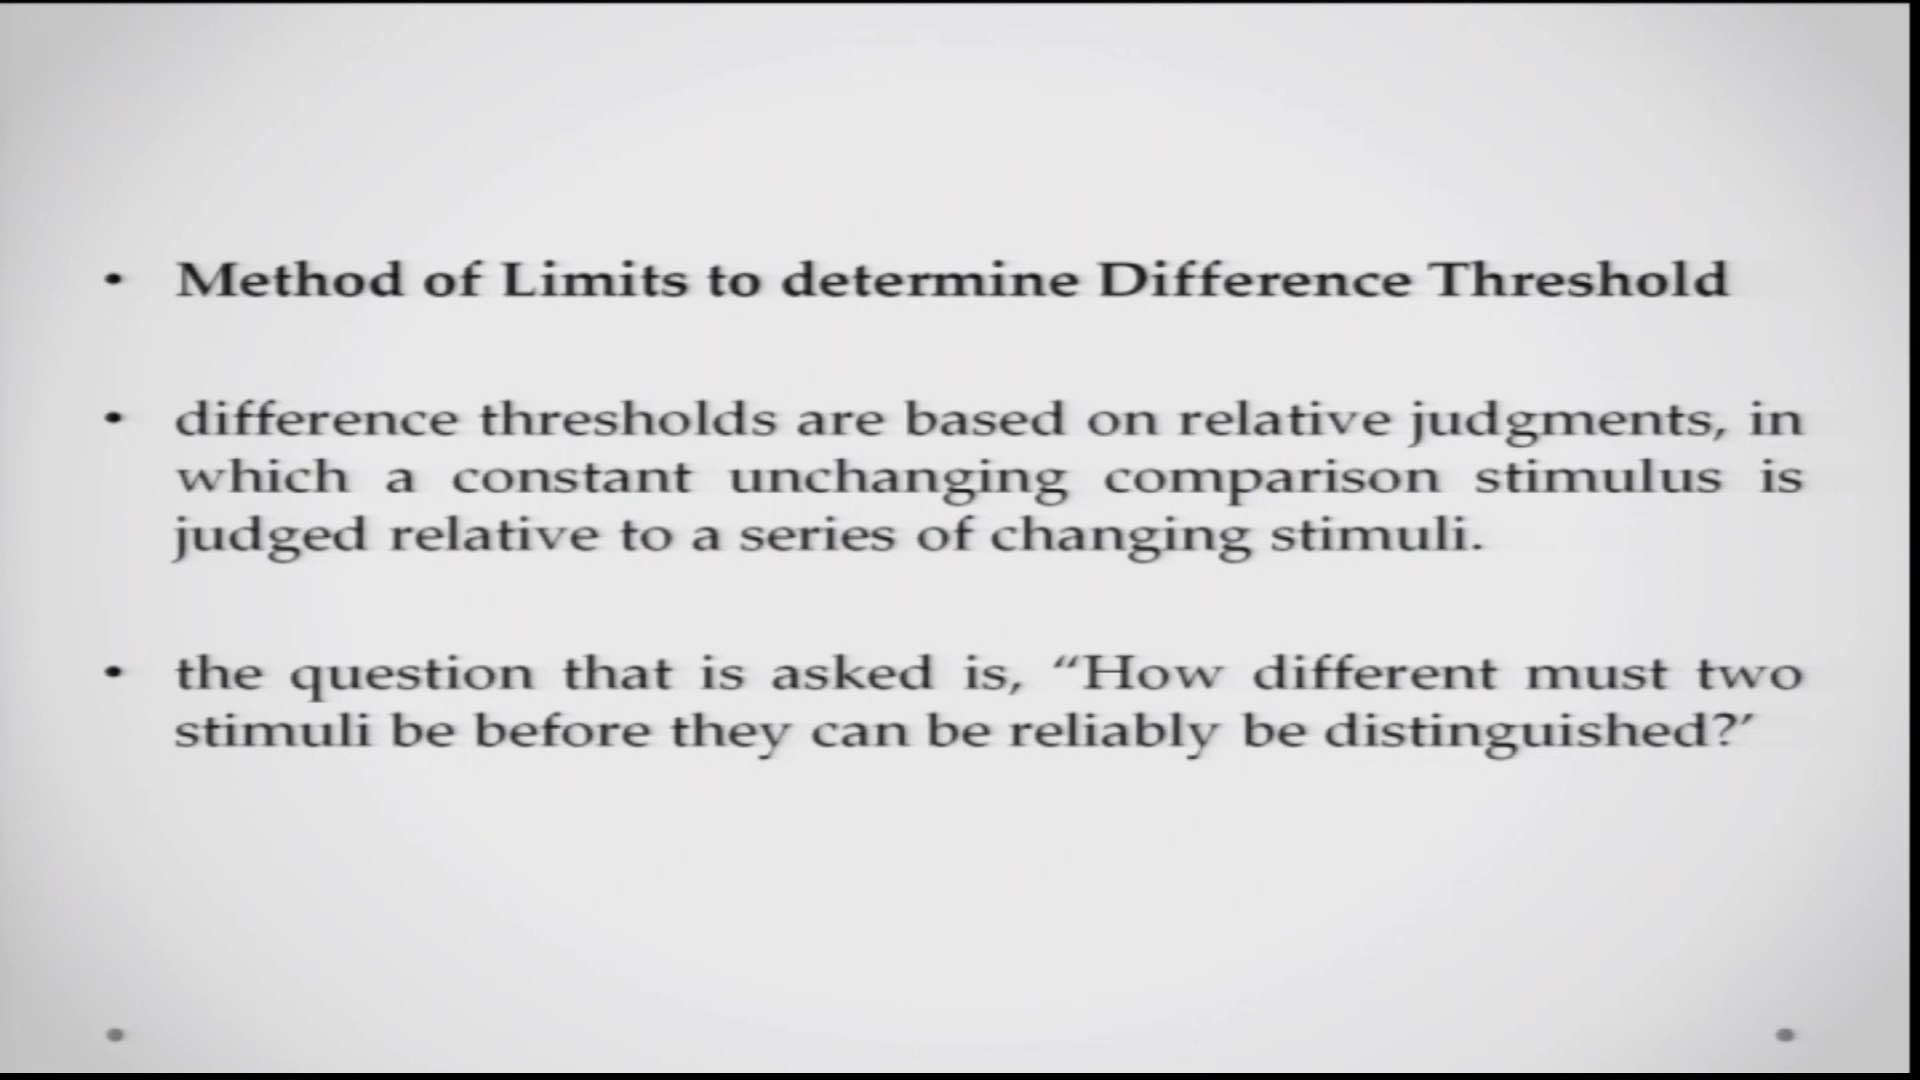 • Method of Limits to determine Difference Threshold
• difference thresholds are based on relative judgments, in
which a constant unchanging comparison stimulus is
judged relative to a series of changing stimuli.
• the question that is asked is, “How different must two
stimuli be before they can be reliably be distinguished?’